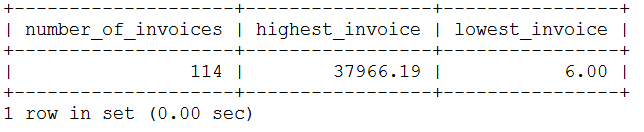 +--------------------+-----------------+----------------+
| number_of_invoices | highest_invoice | lowest_invoice |
+--------------------+-----------------+----------------+
|                114 |        37966.19 |           6.00 |
+--------------------+-----------------+----------------+
1 row in set (0.00 sec)